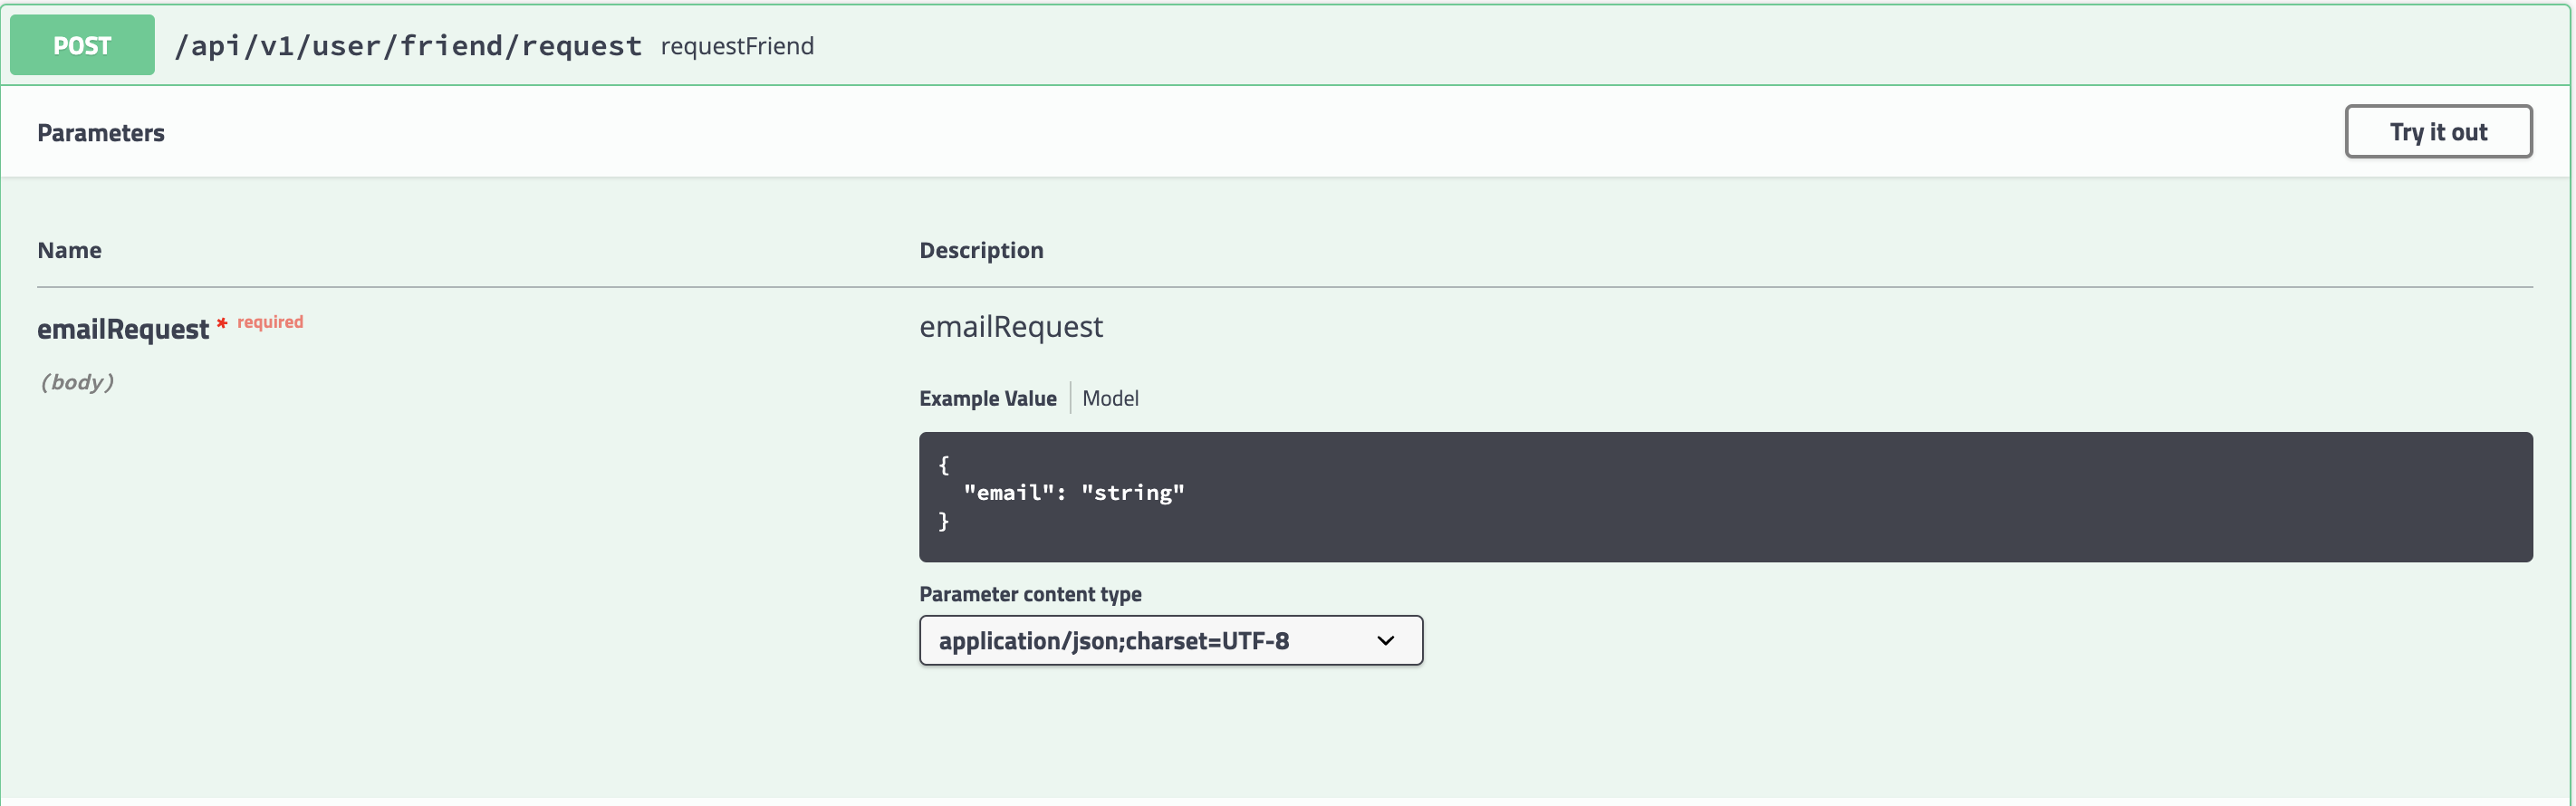 POST /api/v1/user/friend/request requestFriend
Parameters
Try it out
Name Description
emailRequest * required
(body)
emailRequest
Example Value Model
{
  "email": "string"
}
Parameter content type
application/json;charset=UTF-8